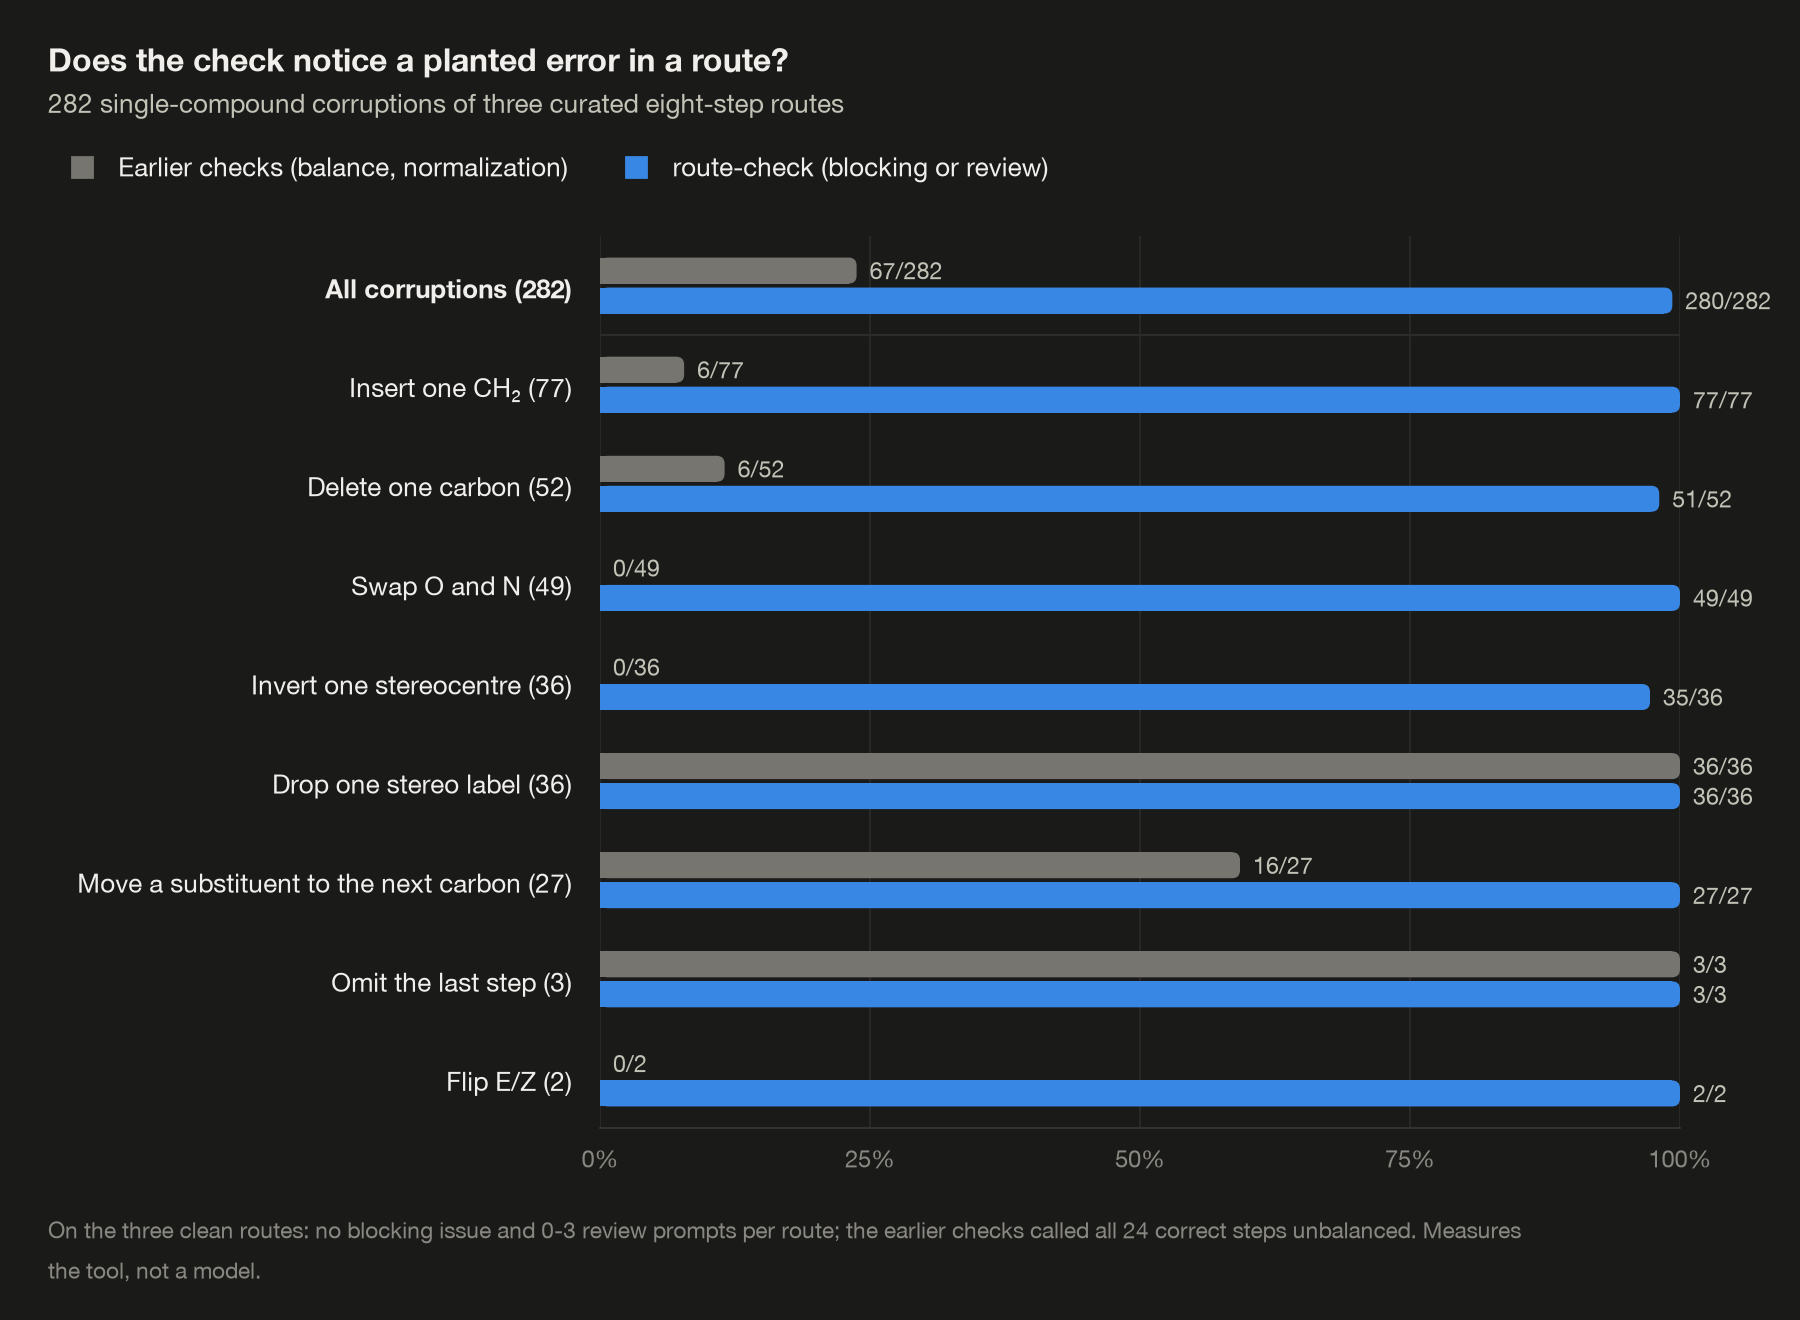 Does the check notice a planted error in a route?
282 single-compound corruptions of three curated eight-step routes
Earlier checks (balance, normalization)
route-check (blocking or review)
All corruptions (282)
67/282
280/282
Insert one CH₂ (77)
6/77
77/77
Delete one carbon (52)
6/52
51/52
Swap O and N (49)
0/49
49/49
Invert one stereocentre (36)
0/36
35/36
Drop one stereo label (36)
36/36
36/36
Move a substituent to the next carbon (27)
16/27
27/27
Omit the last step (3)
3/3
3/3
Flip E/Z (2)
0/2
2/2
0%
25%
50%
75%
100%
On the three clean routes: no blocking issue and 0-3 review prompts per route; the earlier checks called all 24 correct steps unbalanced. Measures
the tool, not a model.